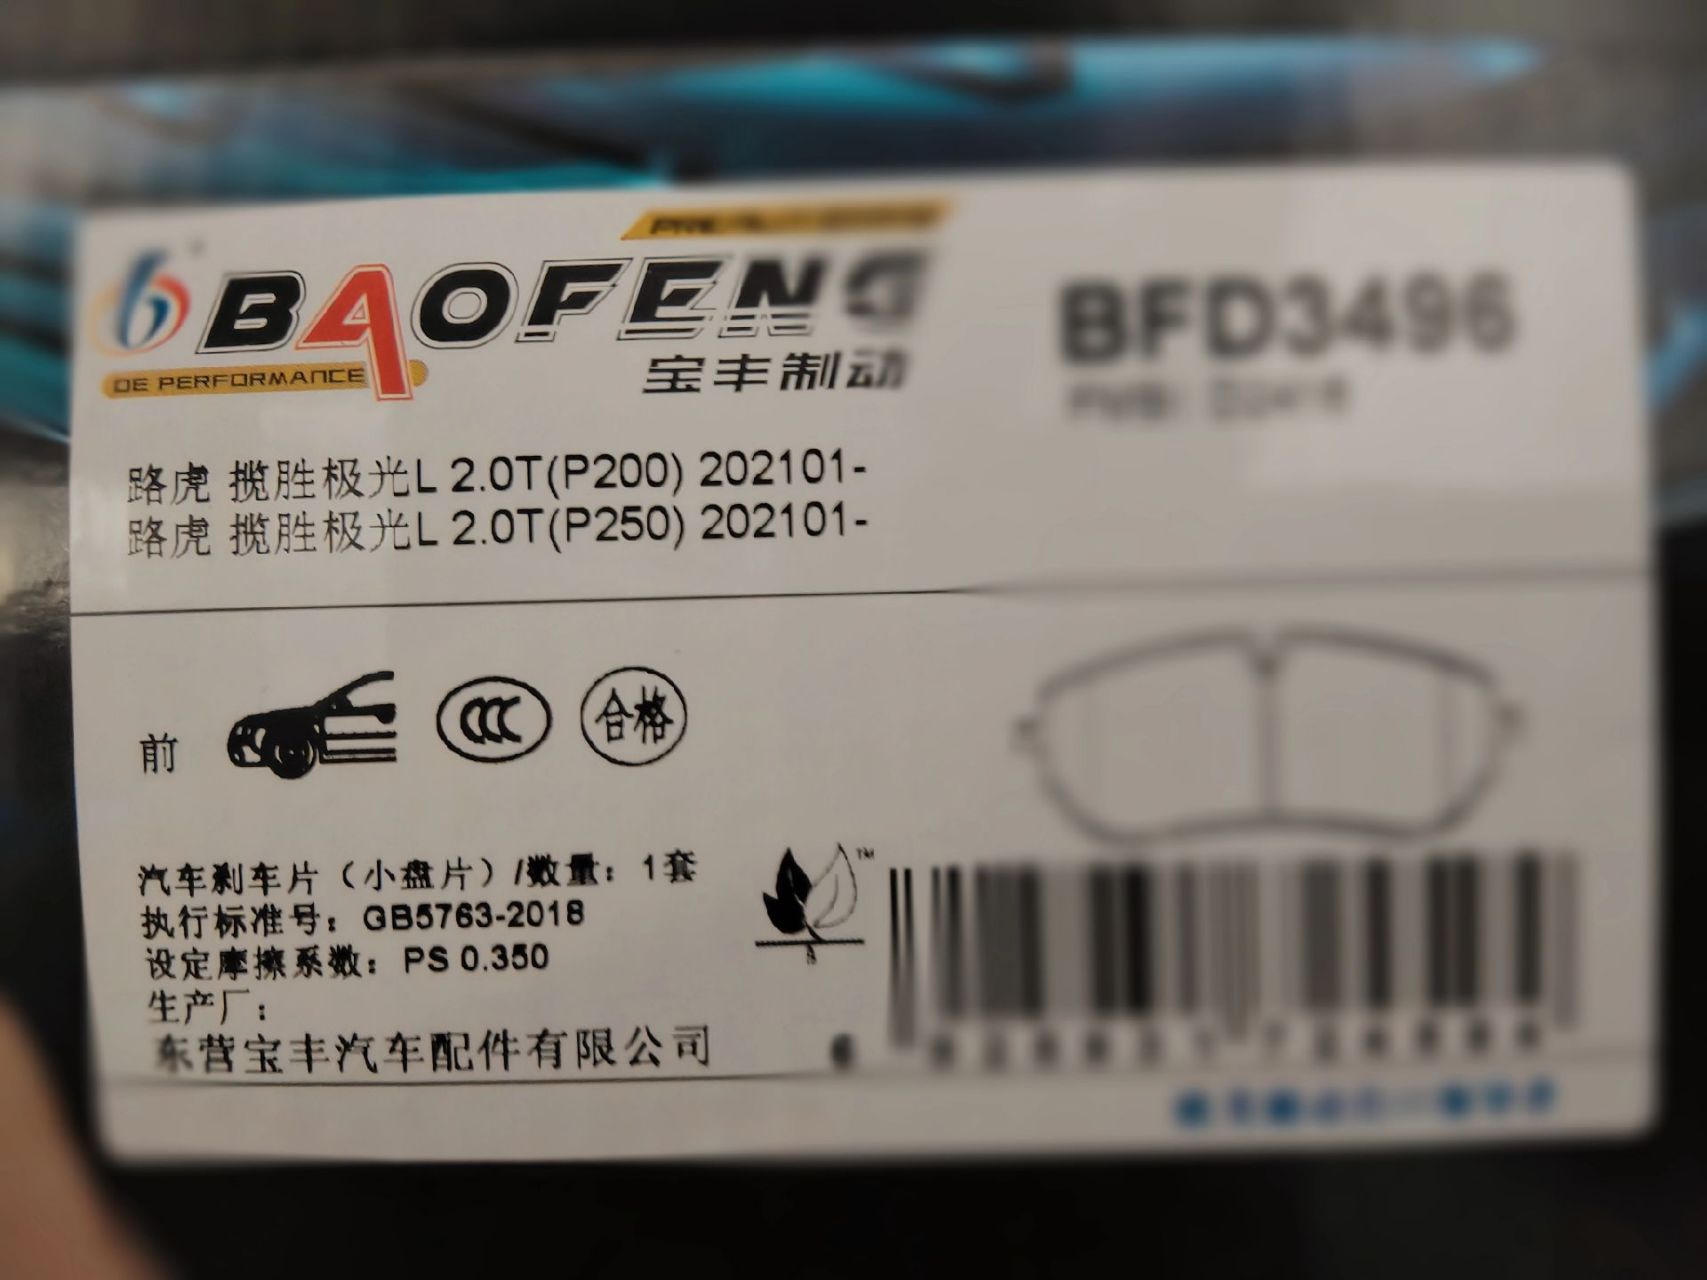 BAOFENG
宝丰制动
OE PERFORMANCE
BFD3496
路虎 揽胜极光L 2.0T(P200) 202101-
路虎 揽胜极光L 2.0T(P250) 202101-
前
CCC
合格
汽车刹车片（小盘片）/数量：1套
执行标准号：GB5763-2018
设定摩擦系数：PS 0.350
生产厂：
东营宝丰汽车配件有限公司